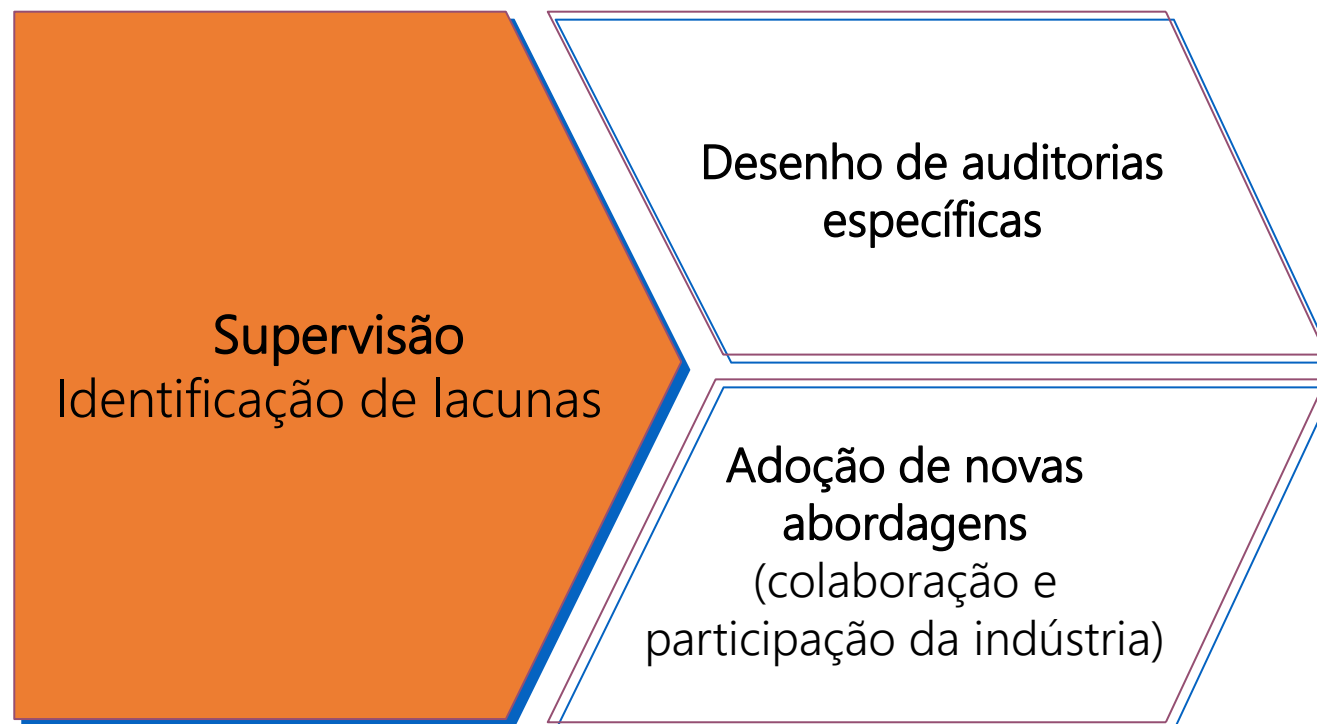 Supervisão
Identificação de lacunas
Desenho de auditorias
específicas
Adoção de novas
abordagens
(colaboração e
participação da indústria)